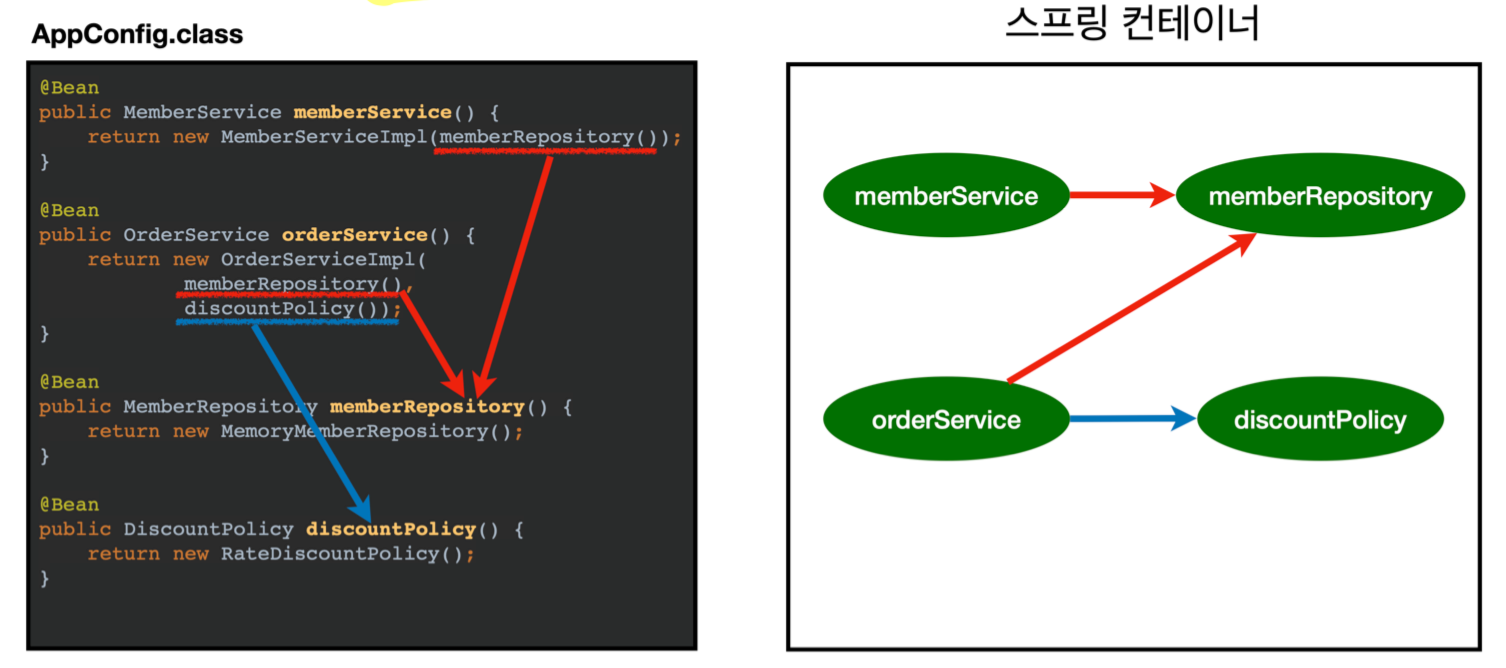 AppConfig.class
@Bean
public MemberService memberService() {
return new MemberServiceImpl(memberRepository());
}
@Bean
public OrderService orderService() {
return new OrderServiceImpl(
memberRepository(),
discountPolicy());
}
@Bean
public MemberRepository memberRepository() {
return new MemoryMemberRepository();
}
@Bean
public DiscountPolicy discountPolicy() {
return new RateDiscountPolicy();
}
스프링 컨테이너
memberService
memberRepository
orderService
discountPolicy